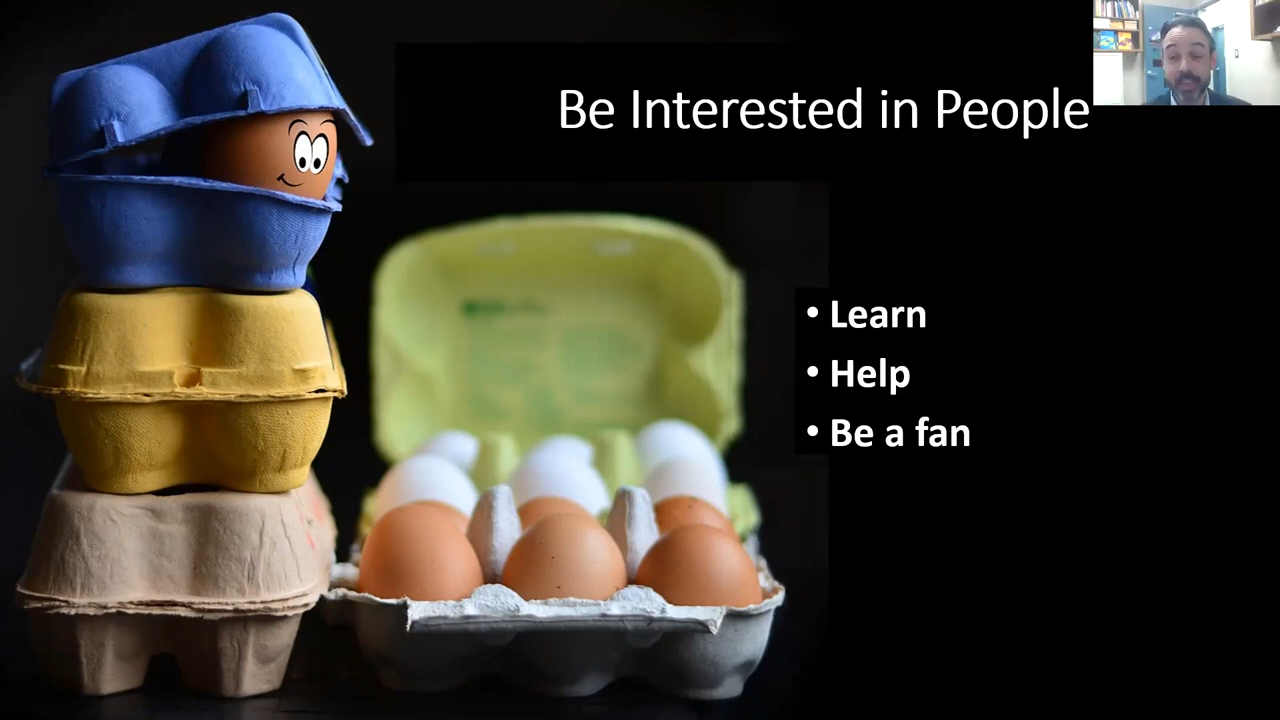 Be Interested in People
• Learn
• Help
• Be a fan